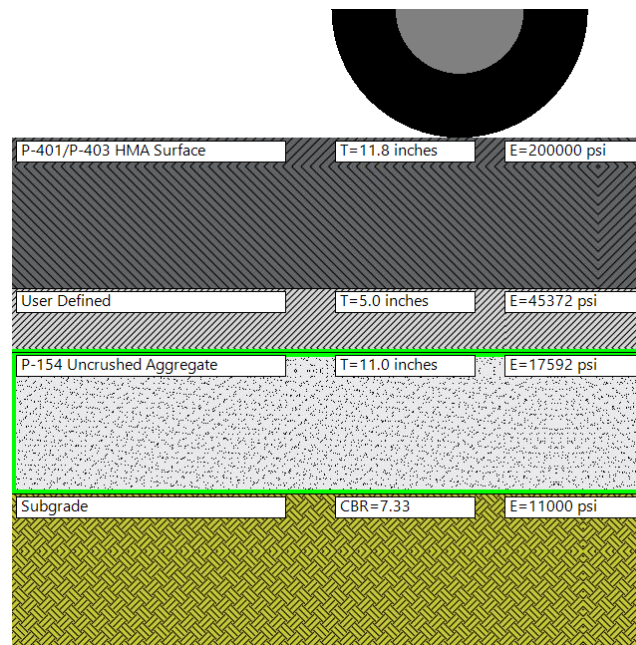 P-401/P-403 HMA Surface T=11.8 inches E=200000 psi
User Defined T=5.0 inches E=45372 psi
P-154 Uncrushed Aggregate T=11.0 inches E=17592 psi
Subgrade CBR=7.33 E=11000 psi